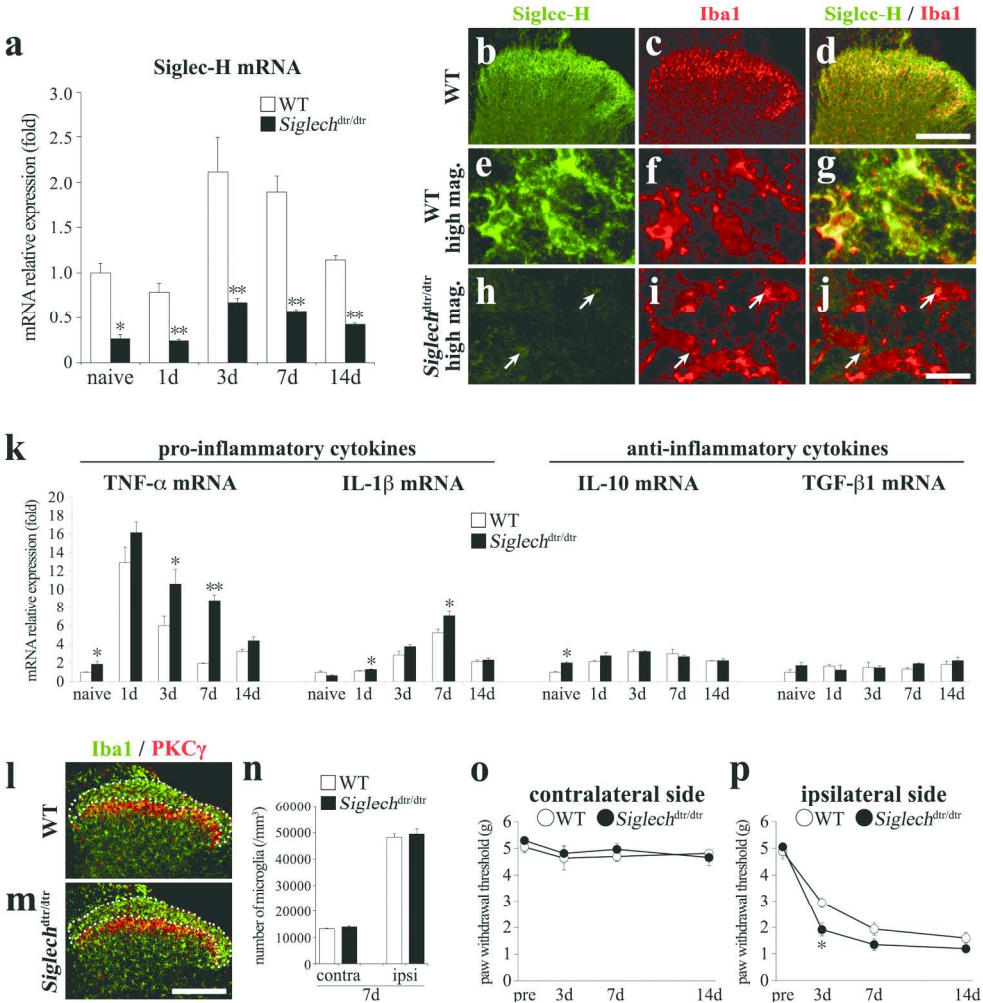 a
Siglec-H mRNA
WT
Siglech^dtr/dtr
mRNA relative expression (fold)
3.0
2.5
2.0
1.5
1.0
0.5
0
*
**
**
**
**
naive 1d 3d 7d 14d
Siglec-H Iba1 Siglec-H / Iba1
WT
b c d
WT
high mag.
e f g
Siglech^dtr/dtr
high mag.
h i j
k
pro-inflammatory cytokines anti-inflammatory cytokines
TNF-α mRNA IL-1β mRNA IL-10 mRNA TGF-β1 mRNA
WT
Siglech^dtr/dtr
mRNA relative expression (fold)
20
18
16
14
12
10
8
6
4
2
0
*
*
**
*
*
*
naive 1d 3d 7d 14d naive 1d 3d 7d 14d naive 1d 3d 7d 14d naive 1d 3d 7d 14d
Iba1 / PKCγ
l
WT
m
Siglech^dtr/dtr
n
WT
Siglech^dtr/dtr
number of microglia (/mm³)
60000
50000
40000
30000
20000
10000
0
contra ipsi
7d
o
contralateral side
WT Siglech^dtr/dtr
paw withdrawal threshold (g)
6
5
4
3
2
1
0
pre 3d 7d 14d
p
ipsilateral side
WT Siglech^dtr/dtr
paw withdrawal threshold (g)
6
5
4
3
2
1
0
*
pre 3d 7d 14d